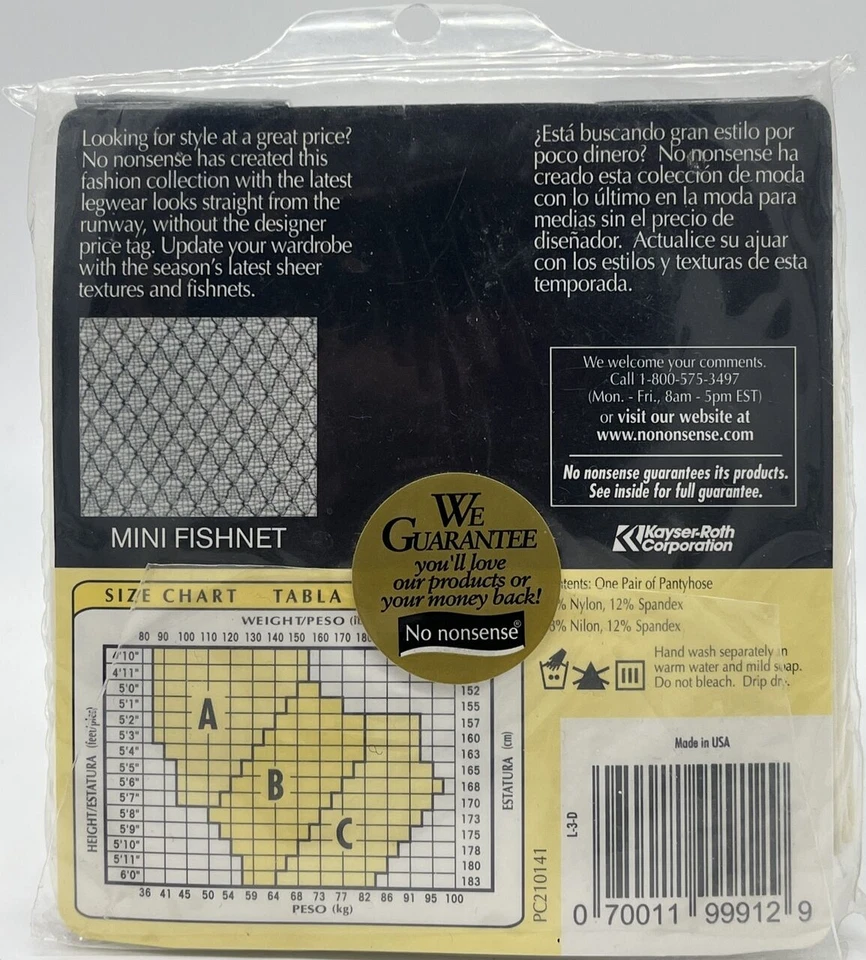 Looking for style at a great price?
No nonsense has created this
fashion collection with the latest
legwear looks straight from the
runway, without the designer
price tag. Update your wardrobe
with the season's latest sheer
textures and fishnets.
¿Está buscando gran estilo por
poco dinero? No nonsense ha
creado esta colección de moda
con lo último en la moda para
medias sin el precio de
diseñador. Actualice su ajuar
con los estilos y texturas de esta
temporada.
MINI FISHNET
We welcome your comments.
Call 1-800-575-3497
(Mon. - Fri., 8am - 5pm EST)
or visit our website at
www.nononsense.com
No nonsense guarantees its products.
See inside for full guarantee.
Kayser-Roth
Corporation
WE
GUARANTEE
you'll love
our products or
your money back!
No nonsense®
SIZE CHART TABLA
WEIGHT/PESO
80 90 100 110 120 130 140 150 160 170 180
4'10"
4'11"
5'0"
5'1"
5'2"
5'3"
5'4"
5'5"
5'6"
5'7"
5'8"
5'9"
5'10"
5'11"
6'0"
HEIGHT/ESTATURA (feet/pies)
A
B
C
152
155
157
160
163
165
168
170
173
175
178
180
183
ESTATURA (cm)
36 41 45 50 54 59 64 68 73 77 82 86 91 95 100
PESO (kg)
tents: One Pair of Pantyhose
% Nylon, 12% Spandex
8% Nilon, 12% Spandex
Hand wash separately in
warm water and mild soap.
Do not bleach. Drip dry.
Made in USA
L-3-D
PC210141
0 70011 99912 9